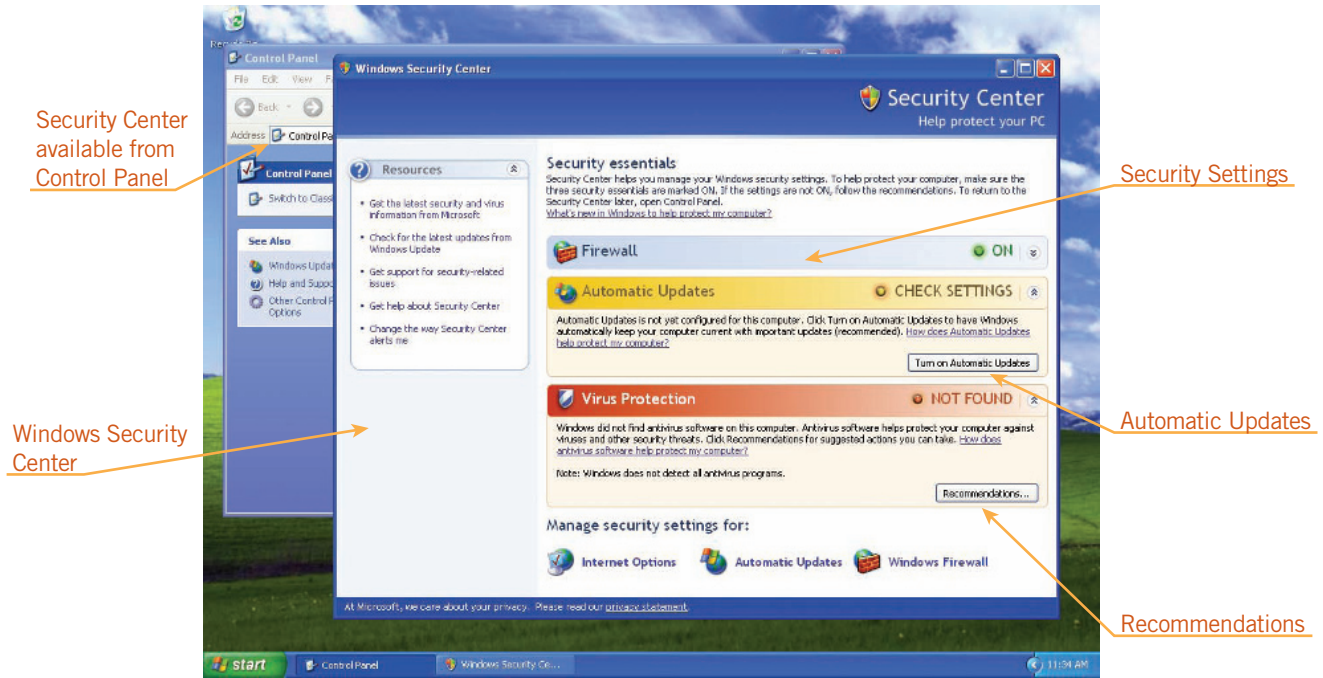 Control Panel
File Edit View
Back
Address Control Pa
Control Panel
Switch to Class
See Also
Windows Updat
Help and Suppo
Other Control P
Options
Windows Security Center
Security Center
Help protect your PC
Resources
• Get the latest security and virus
information from Microsoft
• Check for the latest updates from
Windows Update
• Get support for security-related
issues
• Get help about Security Center
• Change the way Security Center
alerts me
Security essentials
Security Center helps you manage your Windows security settings. To help protect your computer, make sure the
three security essentials are marked ON. If the settings are not ON, follow the recommendations. To return to the
Security Center later, open Control Panel.
What's new in Windows to help protect my computer?
Firewall ON
Automatic Updates CHECK SETTINGS
Automatic Updates is not yet configured for this computer. Click Turn on Automatic Updates to have Windows
automatically keep your computer current with important updates (recommended). How does Automatic Updates
help protect my computer?
Turn on Automatic Updates
Virus Protection NOT FOUND
Windows did not find antivirus software on this computer. Antivirus software helps protect your computer against
viruses and other security threats. Click Recommendations for suggested actions you can take. How does
antivirus software help protect my computer?
Note: Windows does not detect all antivirus programs.
Recommendations...
Manage security settings for:
Internet Options Automatic Updates Windows Firewall
At Microsoft, we care about your privacy. Please read our privacy statement.
start Control Panel Windows Security Ce... 11:04 AM
Security Center
available from
Control Panel
Windows Security
Center
Security Settings
Automatic Updates
Recommendations